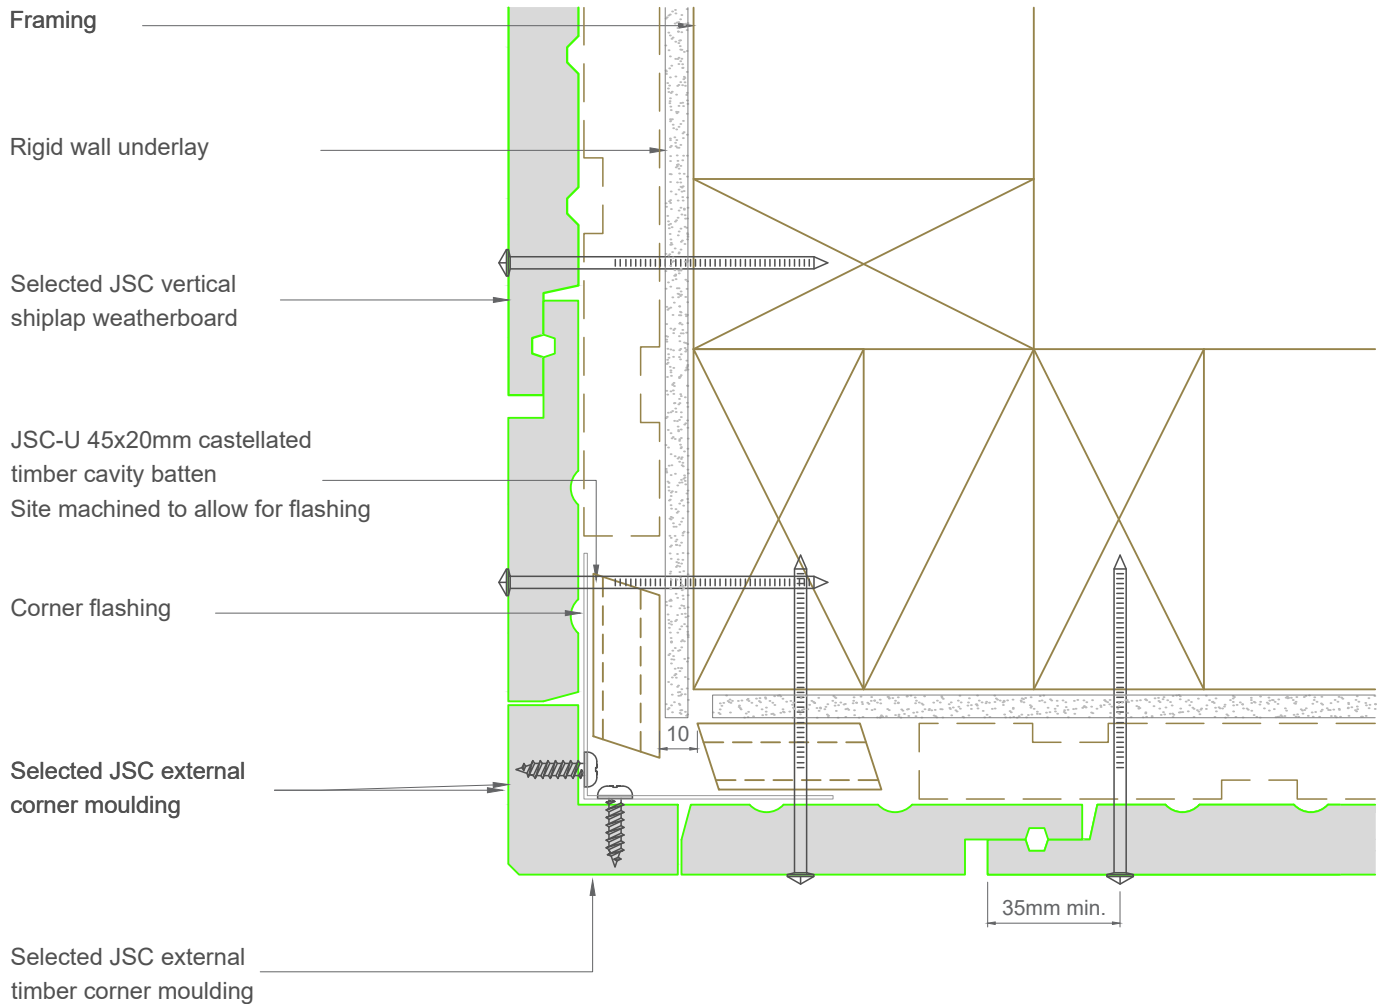 Framing
Rigid wall underlay
Selected JSC vertical
shiplap weatherboard
JSC-U 45x20mm castellated
timber cavity batten
Site machined to allow for flashing
Corner flashing
10
Selected JSC external
corner moulding
35mm min.
Selected JSC external
timber corner moulding